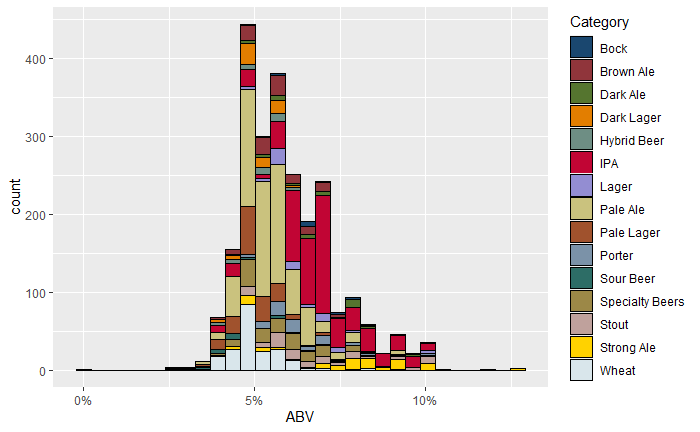 Category
Bock
Brown Ale
Dark Ale
Dark Lager
Hybrid Beer
IPA
Lager
Pale Ale
Pale Lager
Porter
Sour Beer
Specialty Beers
Stout
Strong Ale
Wheat
count
400
300
200
100
0
0%
5%
10%
ABV